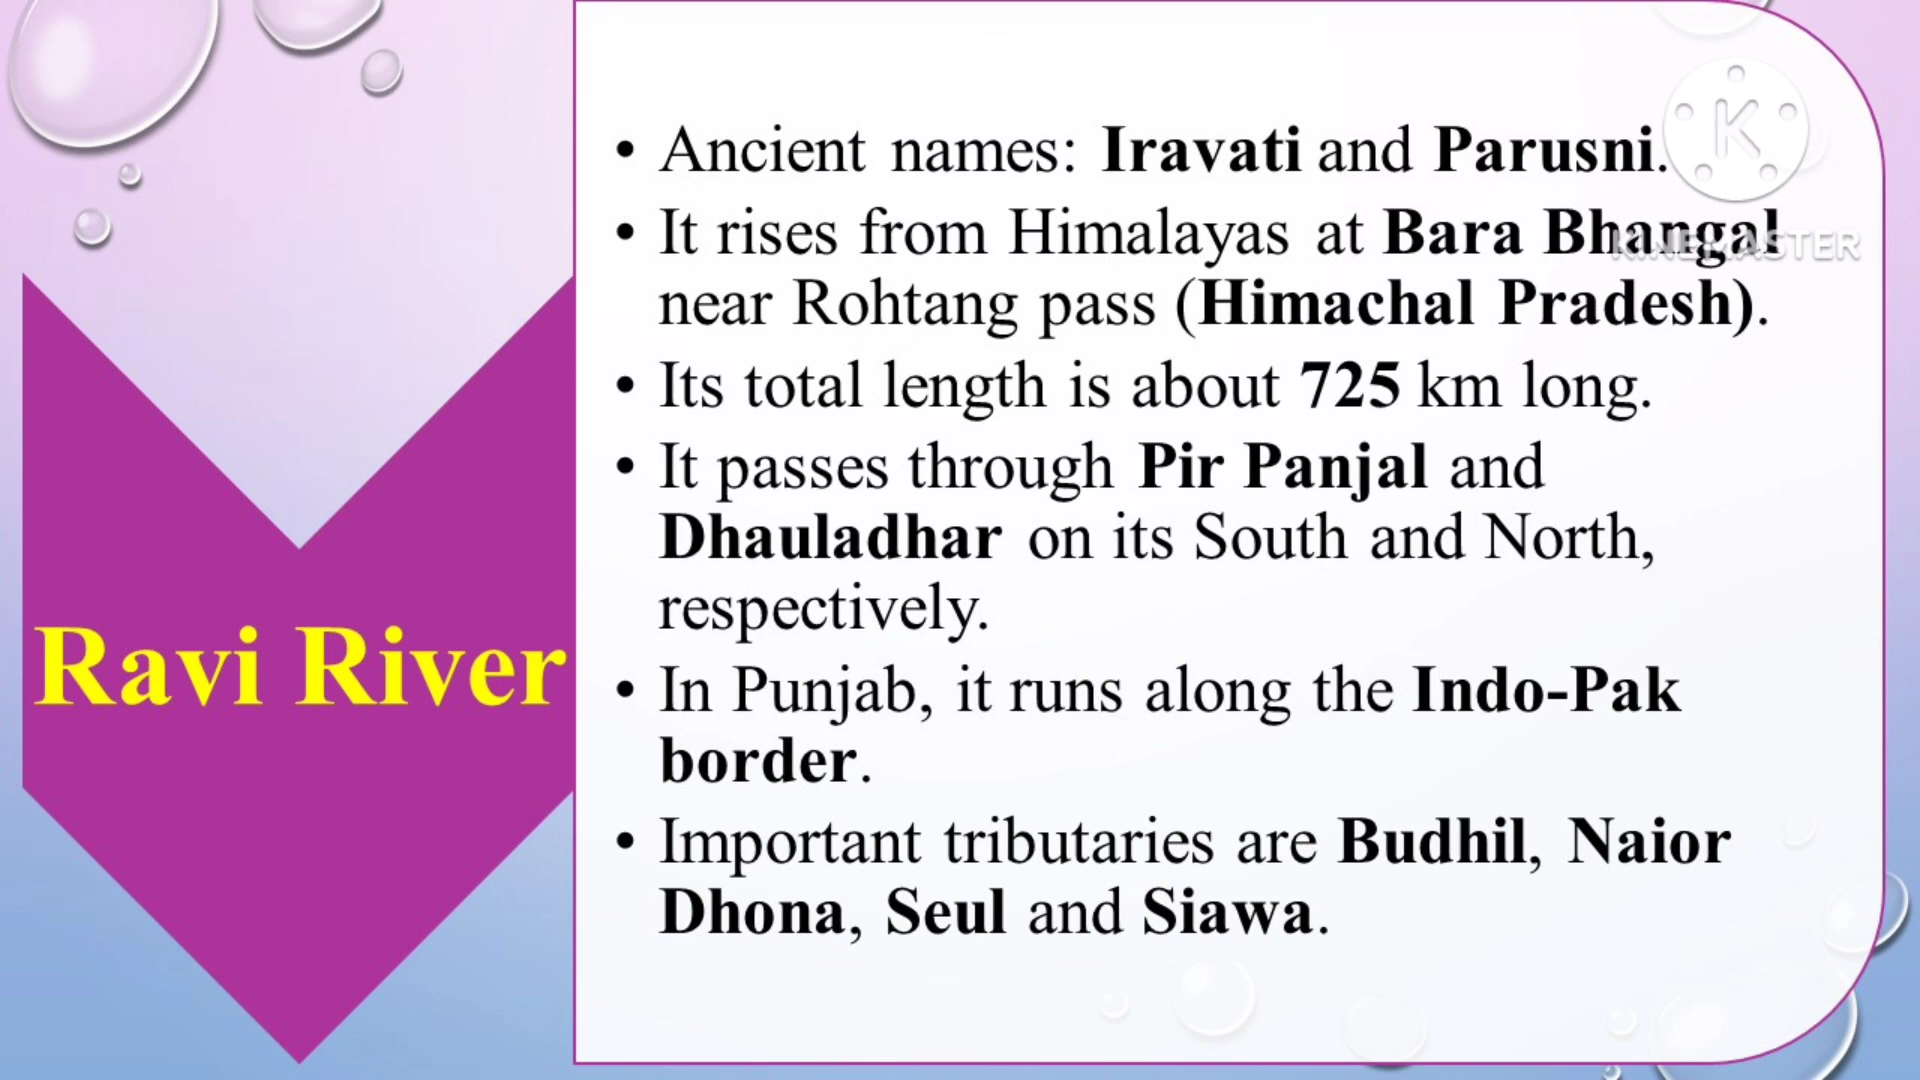 Ravi River
• Ancient names: Iravati and Parusni.
• It rises from Himalayas at Bara Bhangal
near Rohtang pass (Himachal Pradesh).
• Its total length is about 725 km long.
• It passes through Pir Panjal and
Dhauladhar on its South and North,
respectively.
• In Punjab, it runs along the Indo-Pak
border.
• Important tributaries are Budhil, Naior
Dhona, Seul and Siawa.
K
KINEMASTER